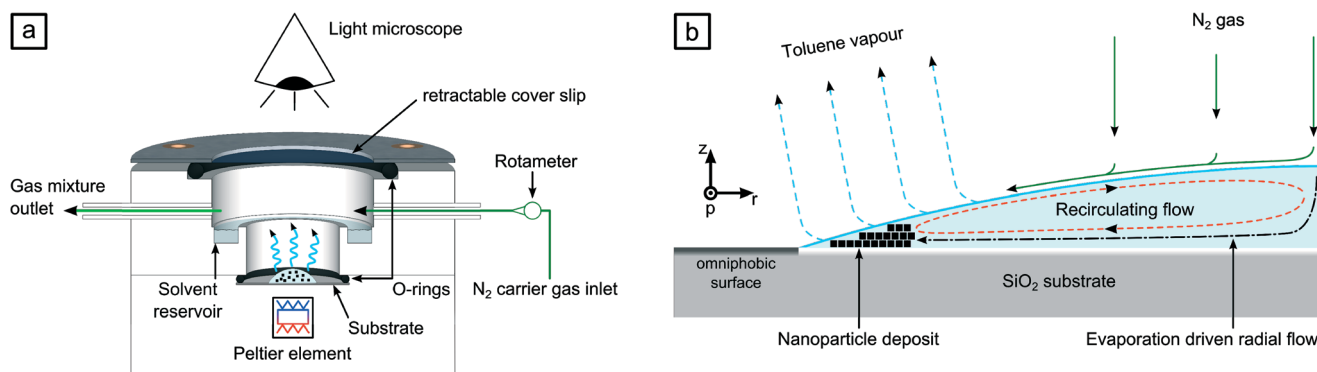 a
Light microscope
retractable cover slip
Rotameter
Gas mixture
outlet
Solvent
reservoir
O-rings
N2 carrier gas inlet
Substrate
Peltier element
b
Toluene vapour
N2 gas
z
p
r
Recirculating flow
omniphobic
surface
SiO2 substrate
Nanoparticle deposit
Evaporation driven radial flow